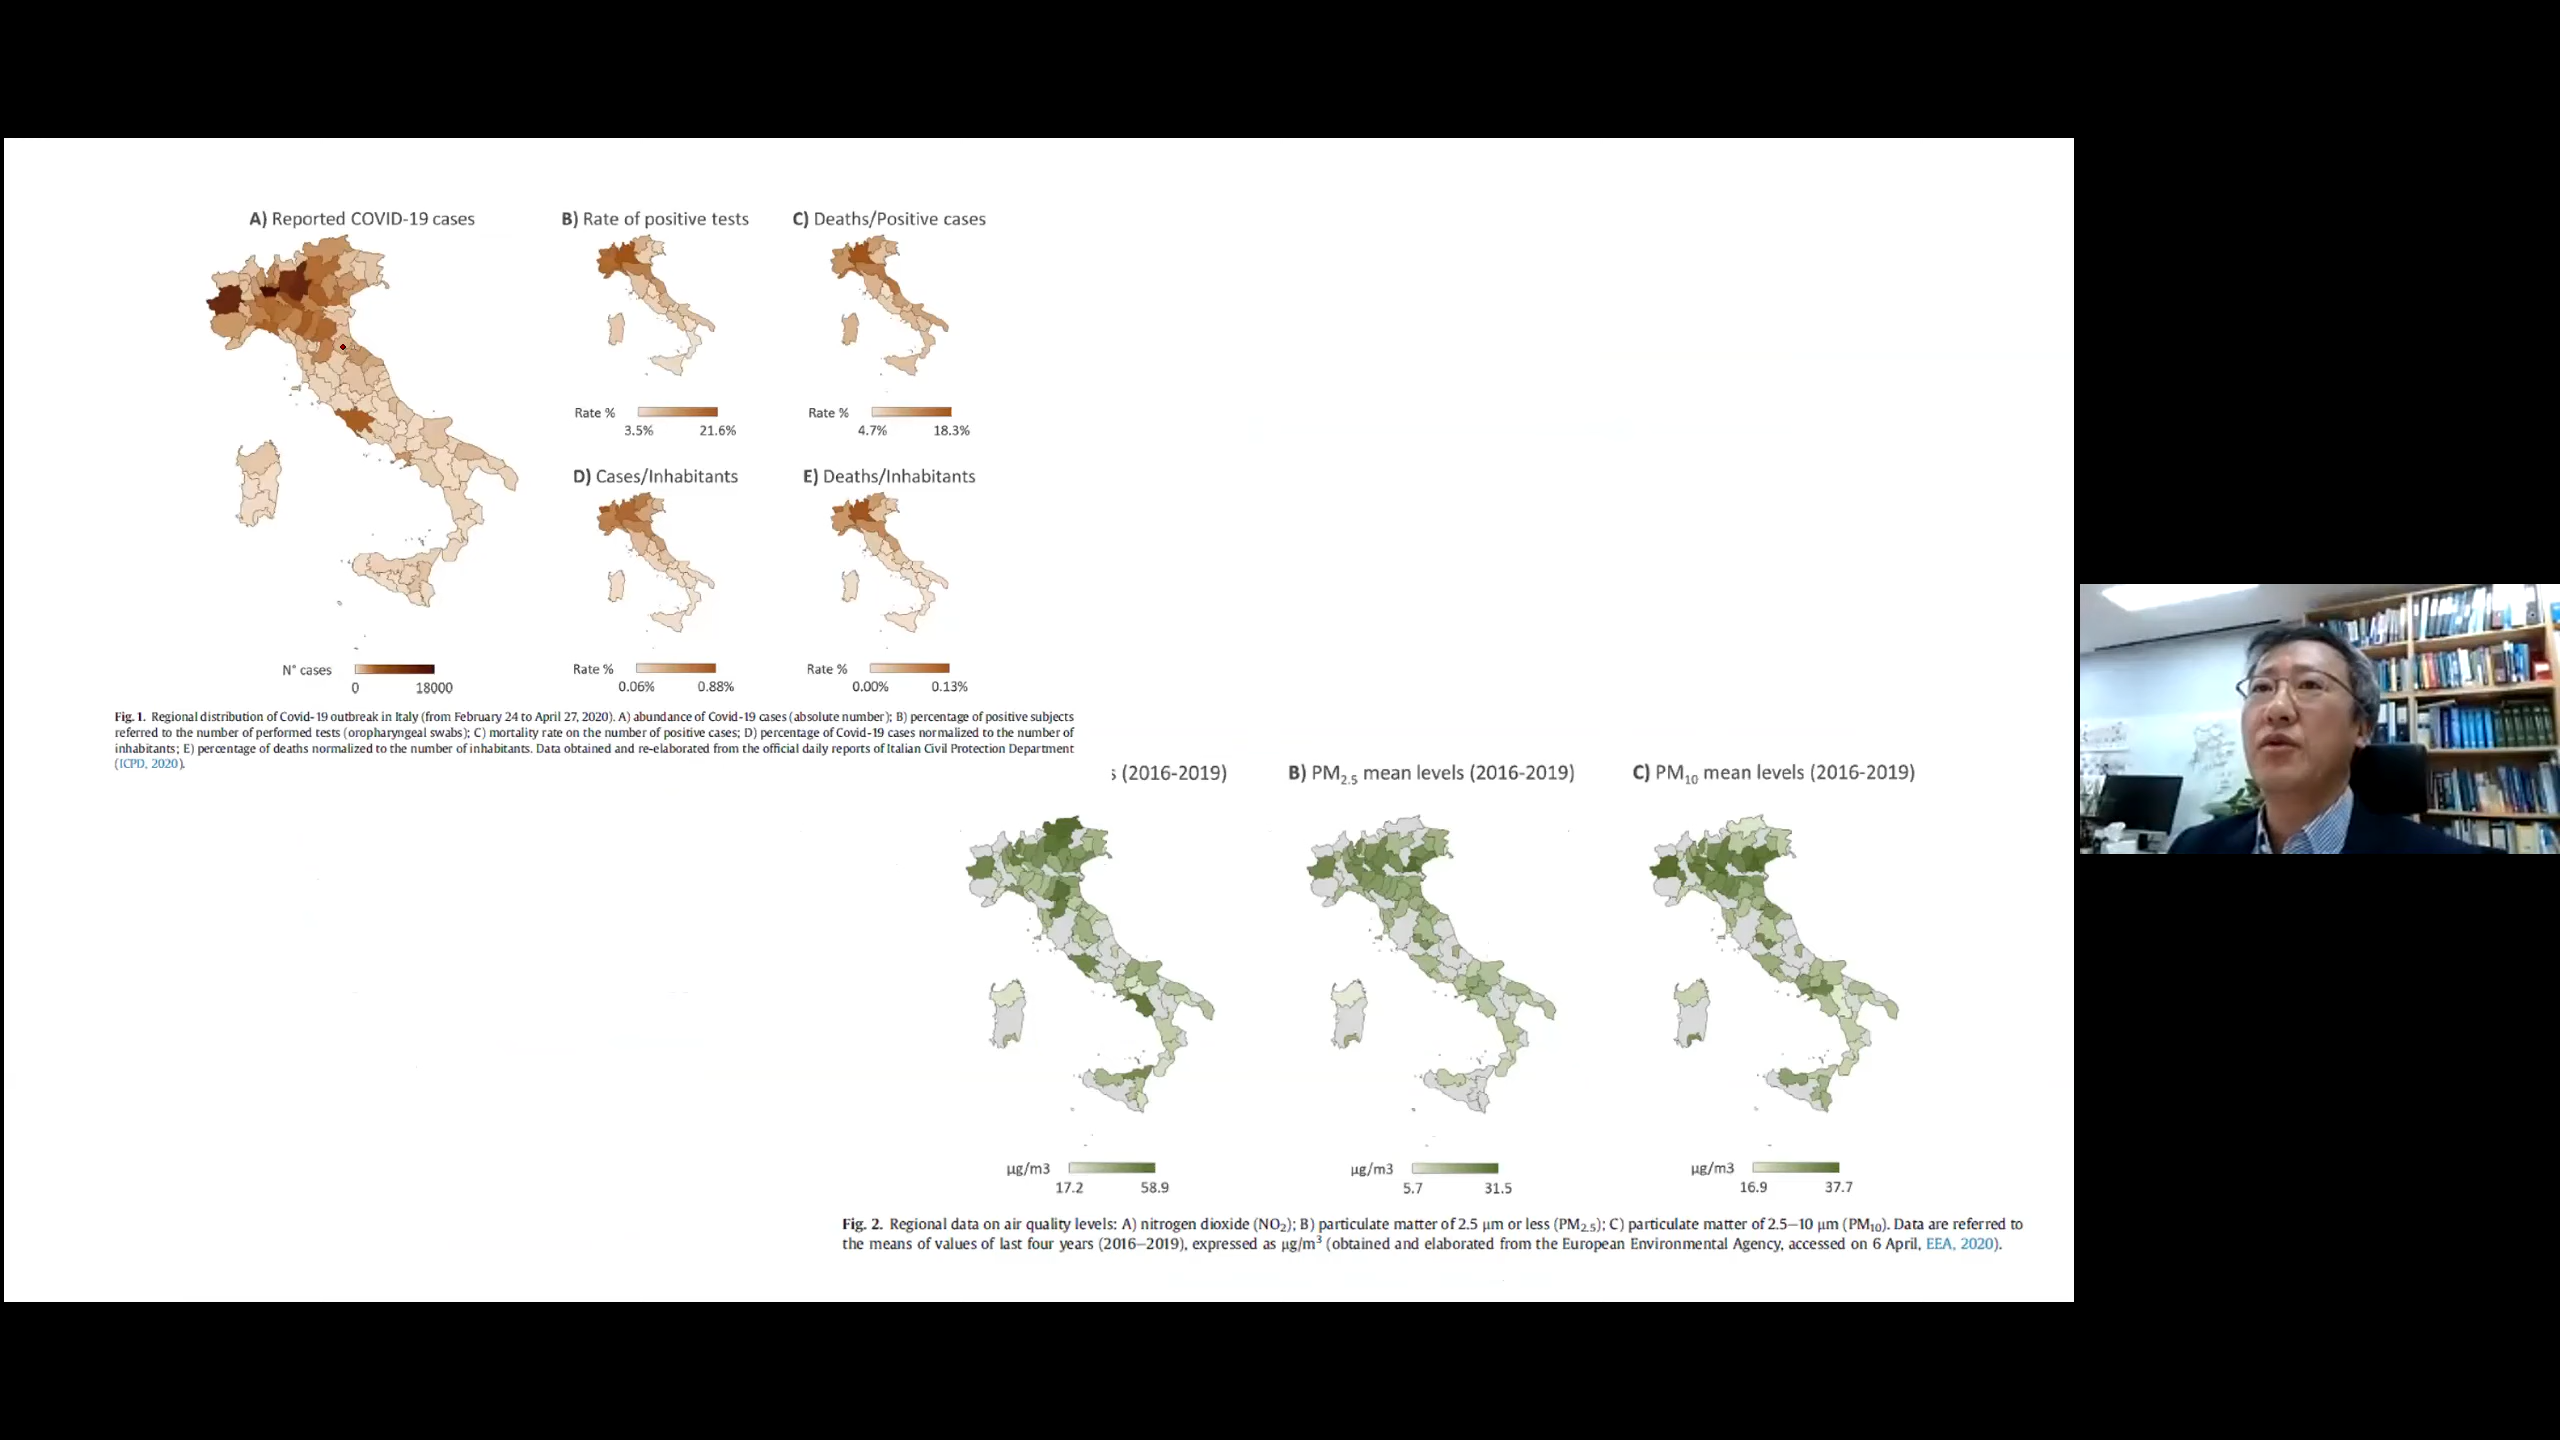 A) Reported COVID-19 cases
B) Rate of positive tests
C) Deaths/Positive cases
Rate %
3.5% 21.6%
Rate %
4.7% 18.3%
D) Cases/Inhabitants
E) Deaths/Inhabitants
N° cases
0 18000
Rate %
0.06% 0.88%
Rate %
0.00% 0.13%
Fig. 1. Regional distribution of Covid-19 outbreak in Italy (from February 24 to April 27, 2020). A) abundance of Covid-19 cases (absolute number); B) percentage of positive subjects
referred to the number of performed tests (oropharyngeal swabs); C) mortality rate on the number of positive cases; D) percentage of Covid-19 cases normalized to the number of
inhabitants; E) percentage of deaths normalized to the number of inhabitants. Data obtained and re-elaborated from the official daily reports of Italian Civil Protection Department
(ICPD, 2020).
s (2016-2019)
B) PM2.5 mean levels (2016-2019)
C) PM10 mean levels (2016-2019)
µg/m3
17.2 58.9
µg/m3
5.7 31.5
µg/m3
16.9 37.7
Fig. 2. Regional data on air quality levels: A) nitrogen dioxide (NO2); B) particulate matter of 2.5 µm or less (PM2.5); C) particulate matter of 2.5–10 µm (PM10). Data are referred to
the means of values of last four years (2016–2019), expressed as µg/m3 (obtained and elaborated from the European Environmental Agency, accessed on 6 April, EEA, 2020).